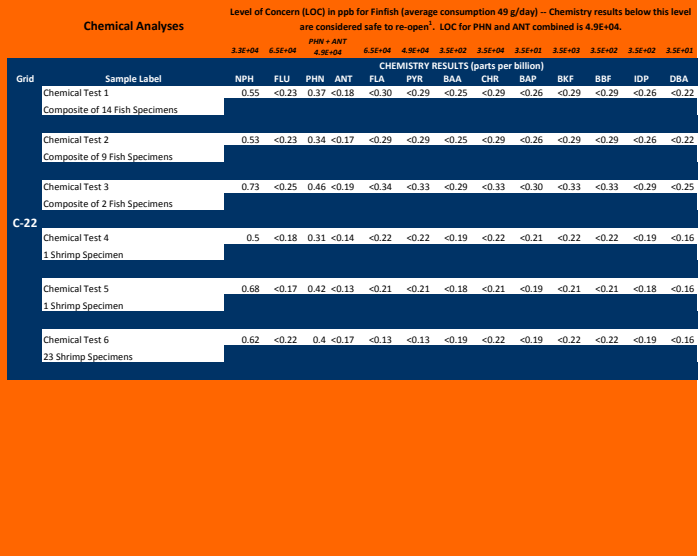 Chemical Analyses
Level of Concern (LOC) in ppb for Finfish (average consumption 49 g/day) -- Chemistry results below this level
are considered safe to re-open1. LOC for PHN and ANT combined is 4.9E+04.
PHN + ANT
3.3E+04 6.5E+04 4.9E+04 6.5E+04 4.9E+04 3.5E+02 3.5E+04 3.5E+01 3.5E+03 3.5E+02 3.5E+02 3.5E+01
CHEMISTRY RESULTS (parts per billion)
Grid Sample Label NPH FLU PHN ANT FLA PYR BAA CHR BAP BKF BBF IDP DBA
Chemical Test 1 0.55 <0.23 0.37 <0.18 <0.30 <0.29 <0.25 <0.29 <0.26 <0.29 <0.29 <0.26 <0.22
Composite of 14 Fish Specimens
Chemical Test 2 0.53 <0.23 0.34 <0.17 <0.29 <0.29 <0.25 <0.29 <0.26 <0.29 <0.29 <0.26 <0.22
Composite of 9 Fish Specimens
Chemical Test 3 0.73 <0.25 0.46 <0.19 <0.34 <0.33 <0.29 <0.33 <0.30 <0.33 <0.33 <0.29 <0.25
Composite of 2 Fish Specimens
C-22
Chemical Test 4 0.5 <0.18 0.31 <0.14 <0.22 <0.22 <0.19 <0.22 <0.21 <0.22 <0.22 <0.19 <0.16
1 Shrimp Specimen
Chemical Test 5 0.68 <0.17 0.42 <0.13 <0.21 <0.21 <0.18 <0.21 <0.19 <0.21 <0.21 <0.18 <0.16
1 Shrimp Specimen
Chemical Test 6 0.62 <0.22 0.4 <0.17 <0.13 <0.13 <0.19 <0.22 <0.19 <0.22 <0.22 <0.19 <0.16
23 Shrimp Specimens